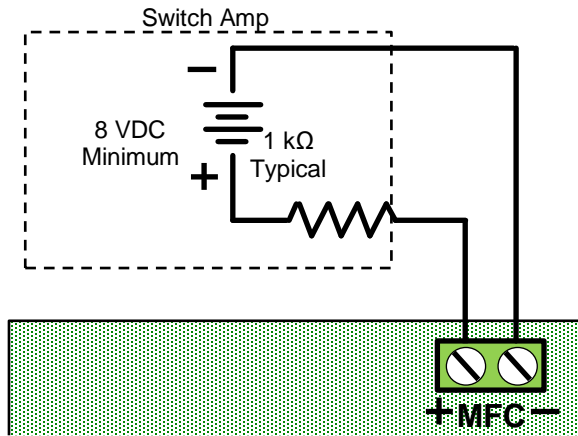 Switch Amp
−
8 VDC
Minimum
1 kΩ
Typical
+
+ MFC −